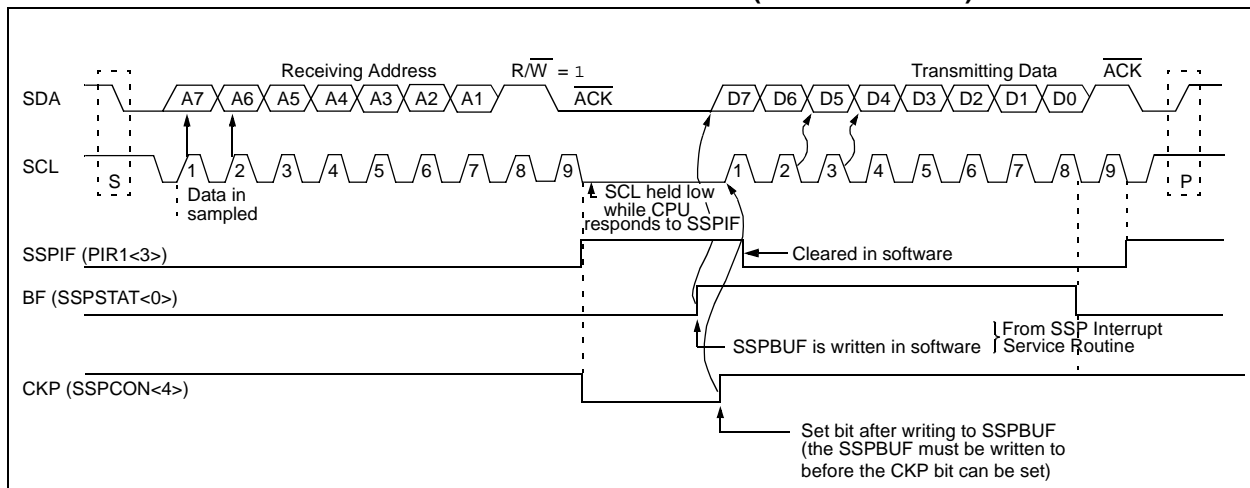 Receiving Address R/W = 1 Transmitting Data ACK
SDA A7 A6 A5 A4 A3 A2 A1 ACK D7 D6 D5 D4 D3 D2 D1 D0
SCL 1 2 3 4 5 6 7 8 9 1 2 3 4 5 6 7 8 9
S P
Data in
sampled
SCL held low
while CPU
responds to SSPIF
SSPIF (PIR1<3>)
Cleared in software
BF (SSPSTAT<0>)
SSPBUF is written in software
From SSP Interrupt
Service Routine
CKP (SSPCON<4>)
Set bit after writing to SSPBUF
(the SSPBUF must be written to
before the CKP bit can be set)